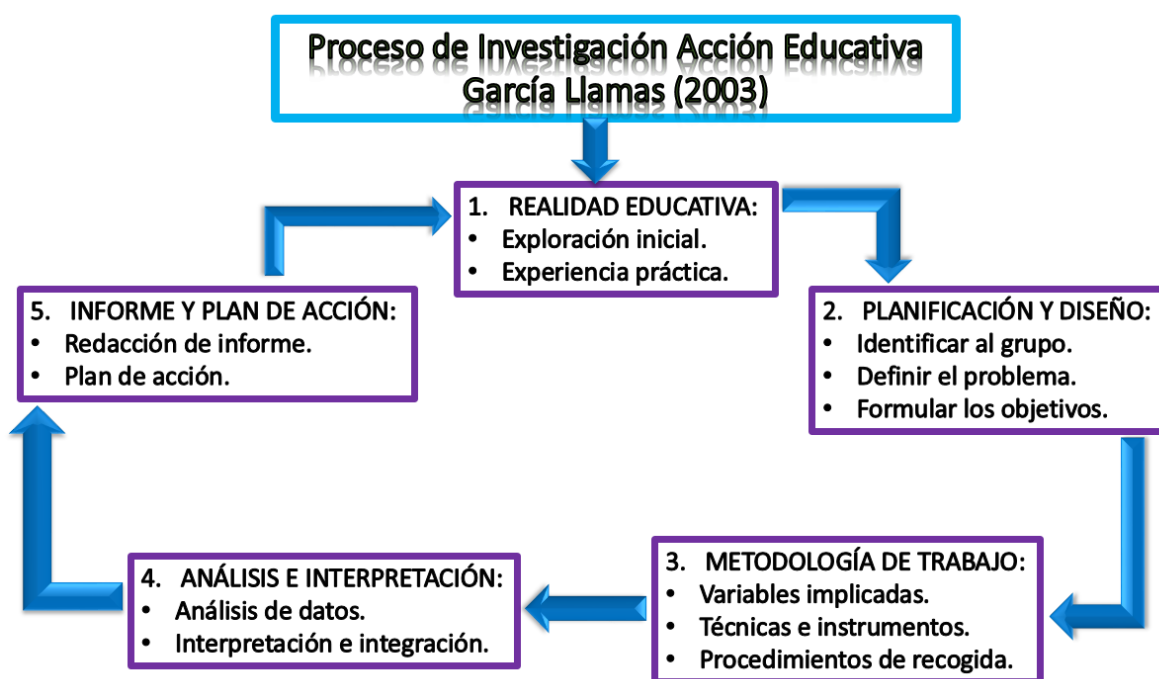 Proceso de Investigación Acción Educativa
García Llamas (2003)
1. REALIDAD EDUCATIVA:
• Exploración inicial.
• Experiencia práctica.
2. PLANIFICACIÓN Y DISEÑO:
• Identificar al grupo.
• Definir el problema.
• Formular los objetivos.
3. METODOLOGÍA DE TRABAJO:
• Variables implicadas.
• Técnicas e instrumentos.
• Procedimientos de recogida.
4. ANÁLISIS E INTERPRETACIÓN:
• Análisis de datos.
• Interpretación e integración.
5. INFORME Y PLAN DE ACCIÓN:
• Redacción de informe.
• Plan de acción.